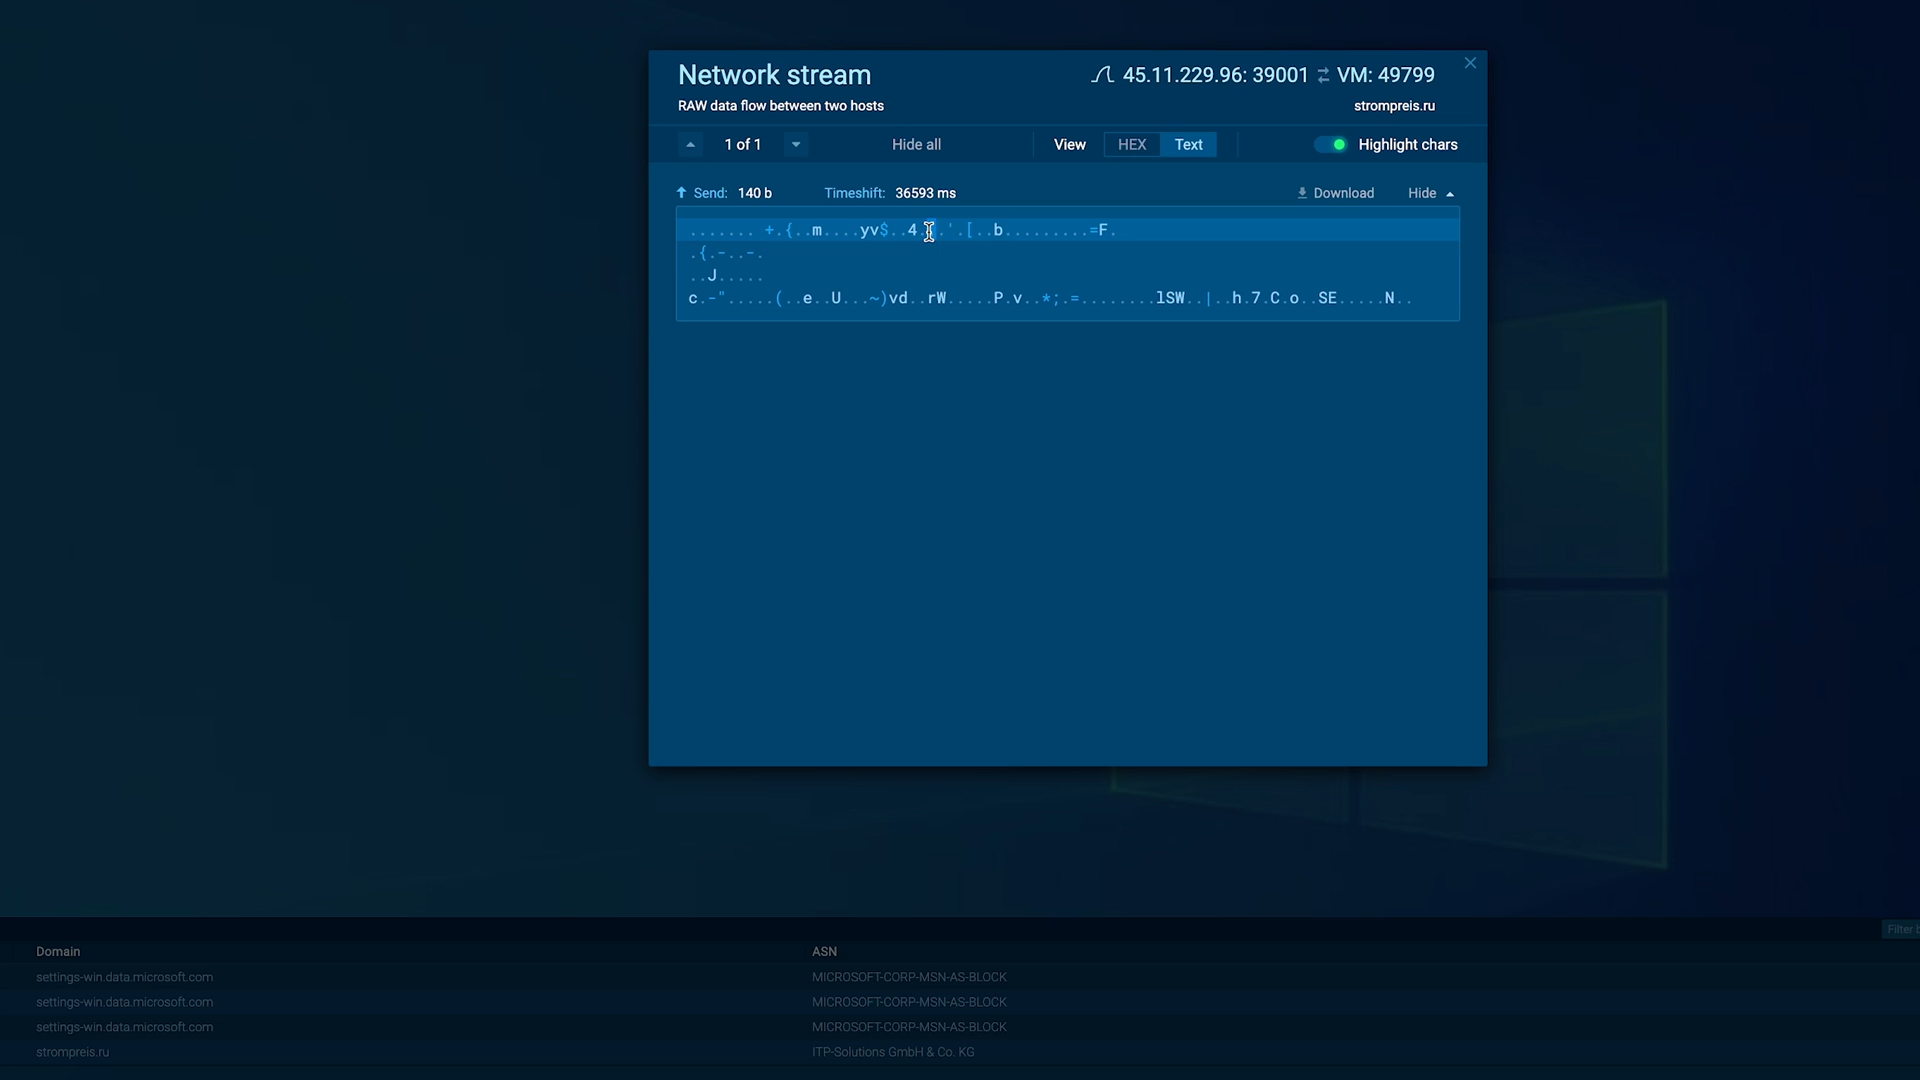 Network stream
45.11.229.96: 39001 ⇄ VM: 49799
RAW data flow between two hosts
strompreis.ru
1 of 1
Hide all
View
HEX
Text
Highlight chars
Send: 140 b
Timeshift: 36593 ms
Download
Hide
....... +.{..m....yv$..4. .'.[..b.........=F.
.{.-..-.
..J.....
c.-".....(..e..U...~)vd..rW.....P.v..*;.=........lSW..|..h.7.C.o..SE.....N..
Filter
Domain ASN
settings-win.data.microsoft.com MICROSOFT-CORP-MSN-AS-BLOCK
settings-win.data.microsoft.com MICROSOFT-CORP-MSN-AS-BLOCK
settings-win.data.microsoft.com MICROSOFT-CORP-MSN-AS-BLOCK
strompreis.ru ITP-Solutions GmbH & Co. KG